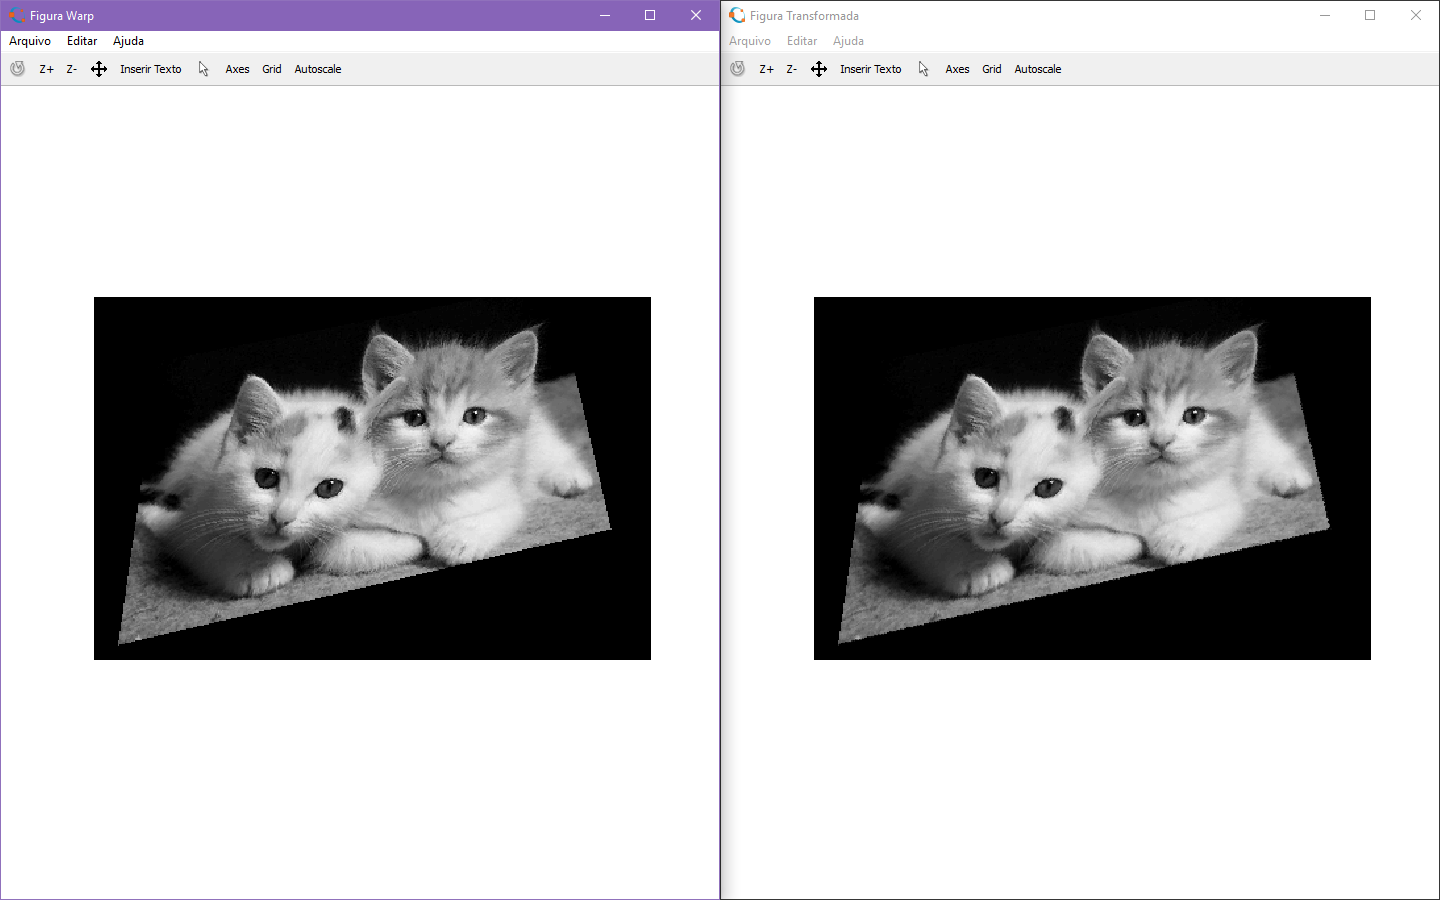 Figura Warp
Arquivo Editar Ajuda
Z+ Z- Inserir Texto Axes Grid Autoscale
Figura Transformada
Arquivo Editar Ajuda
Z+ Z- Inserir Texto Axes Grid Autoscale